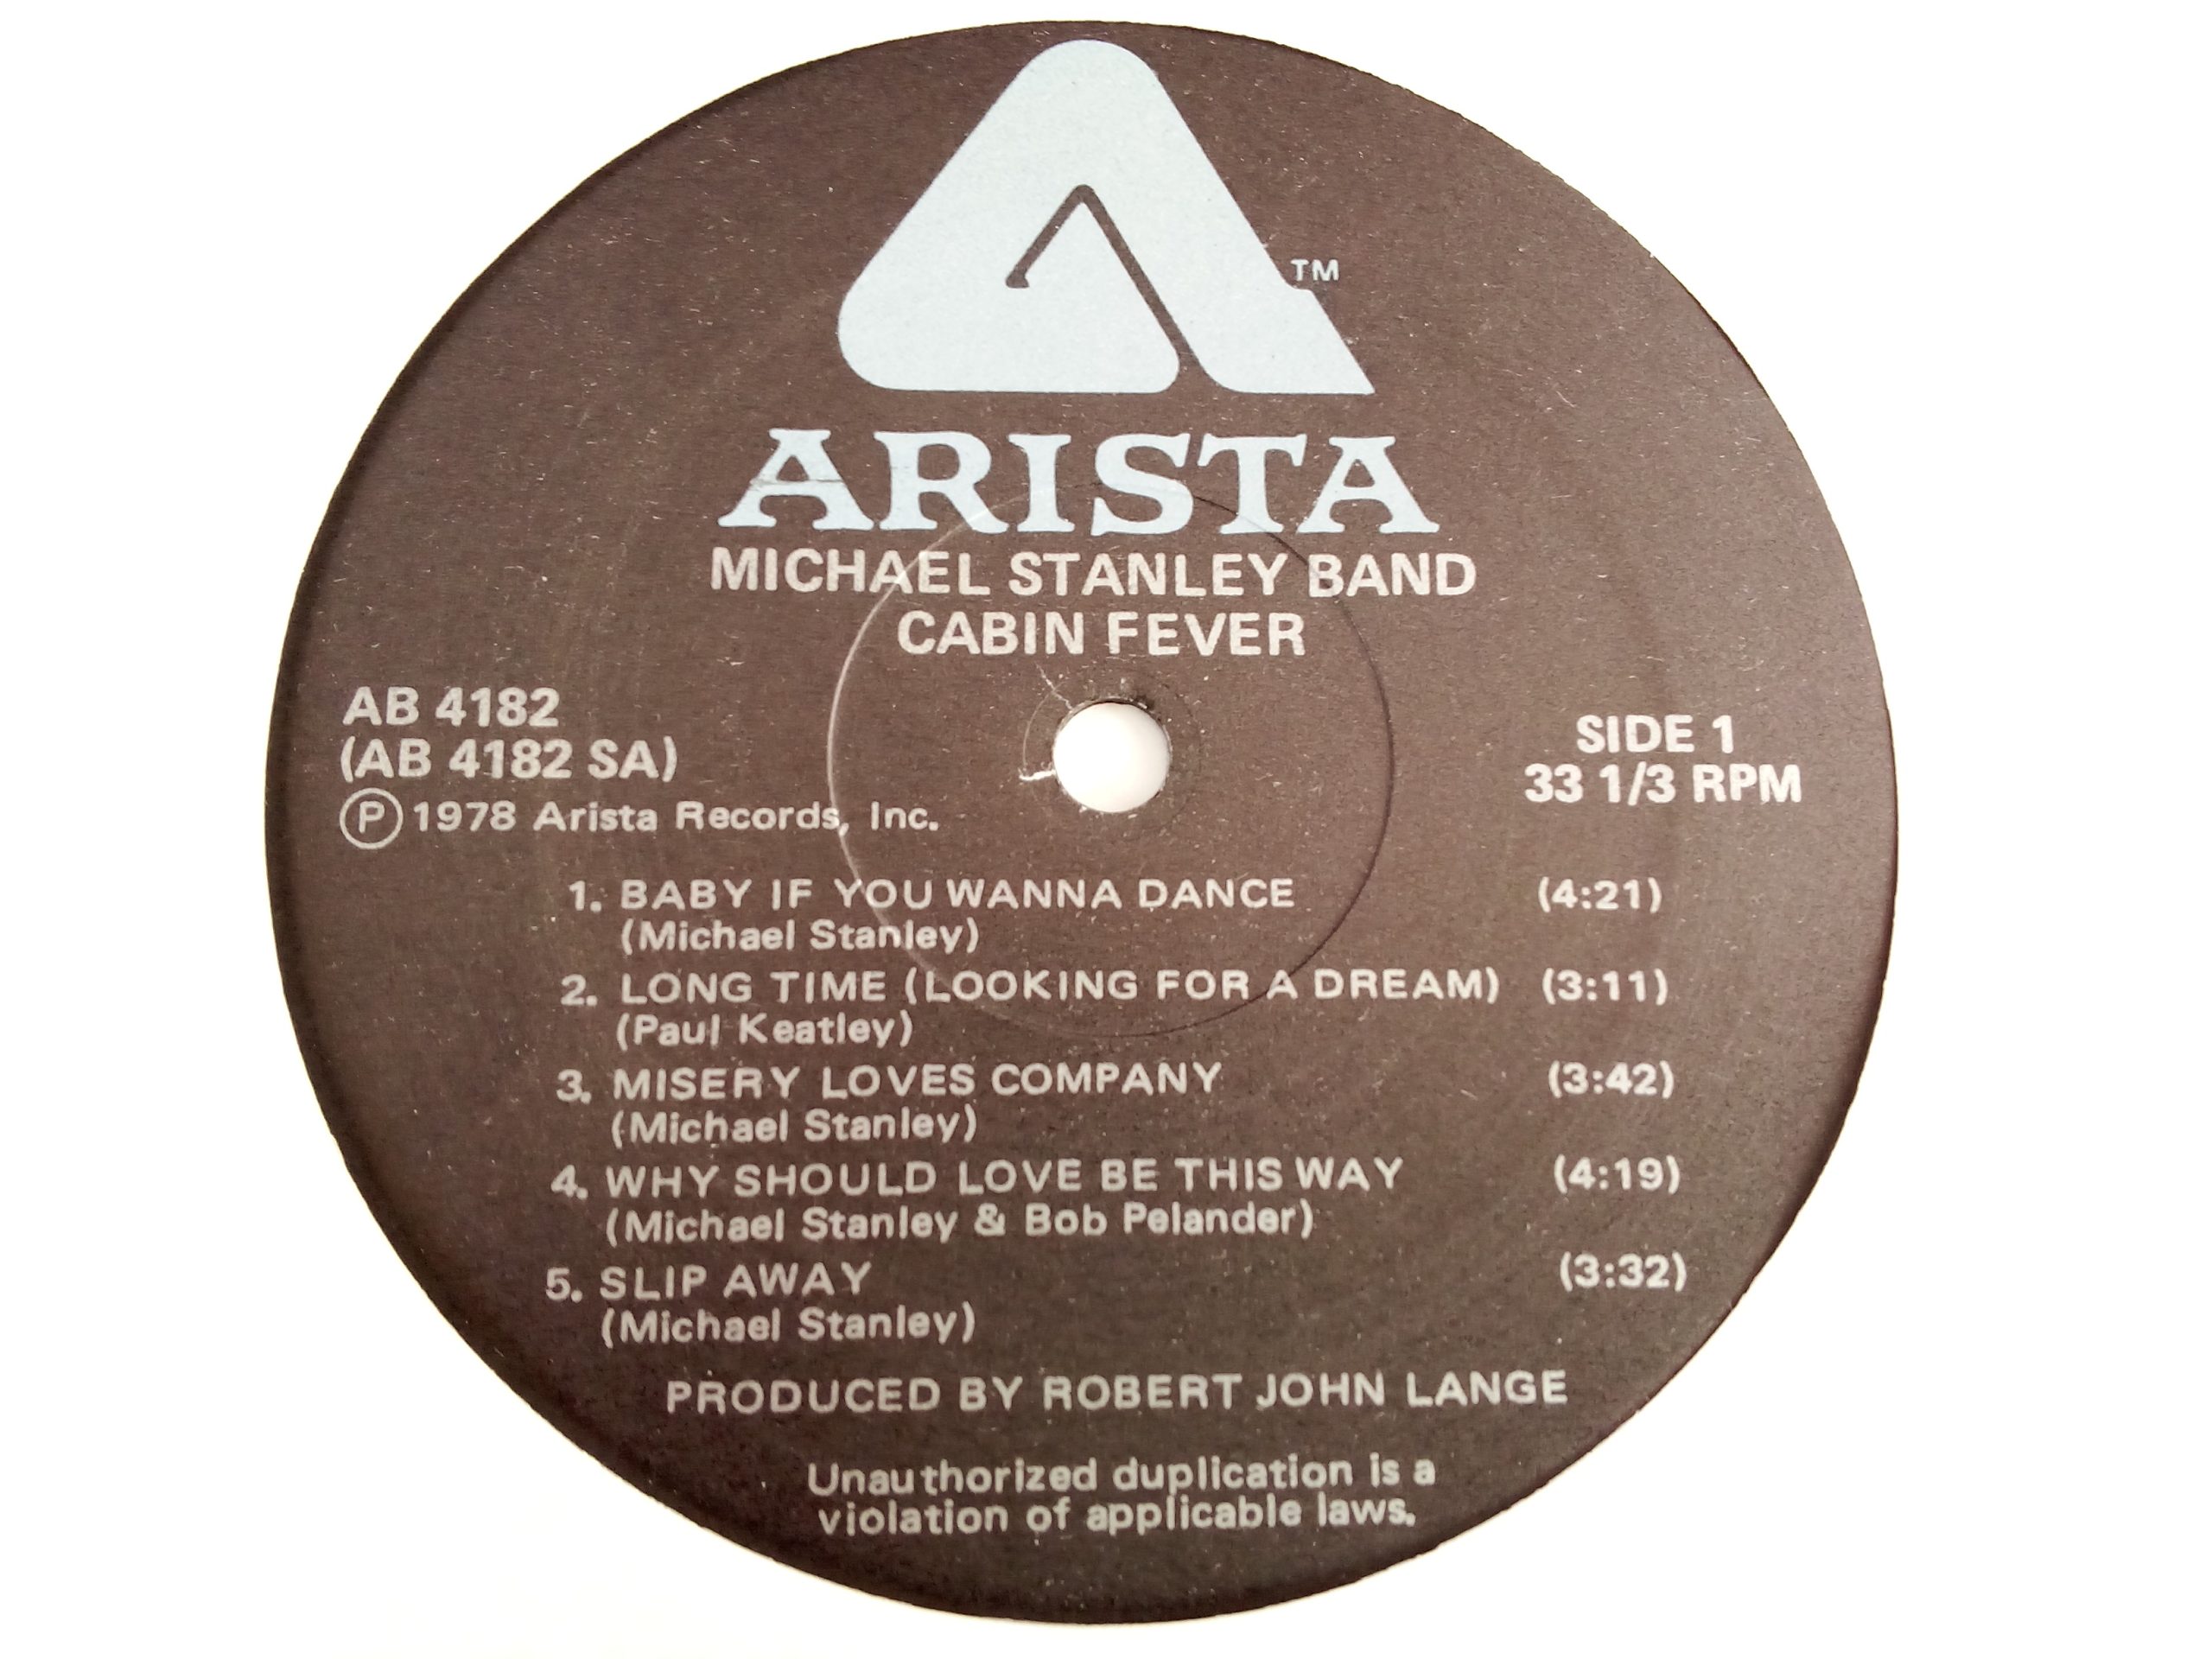 TM
ARISTA
MICHAEL STANLEY BAND
CABIN FEVER
AB 4182
(AB 4182 SA)
Ⓟ 1978 Arista Records, Inc.
SIDE 1
33 1/3 RPM
1. BABY IF YOU WANNA DANCE (4:21)
(Michael Stanley)
2. LONG TIME (LOOKING FOR A DREAM) (3:11)
(Paul Keatley)
3. MISERY LOVES COMPANY (3:42)
(Michael Stanley)
4. WHY SHOULD LOVE BE THIS WAY (4:19)
(Michael Stanley & Bob Pelander)
5. SLIP AWAY (3:32)
(Michael Stanley)
PRODUCED BY ROBERT JOHN LANGE
Unauthorized duplication is a
violation of applicable laws.